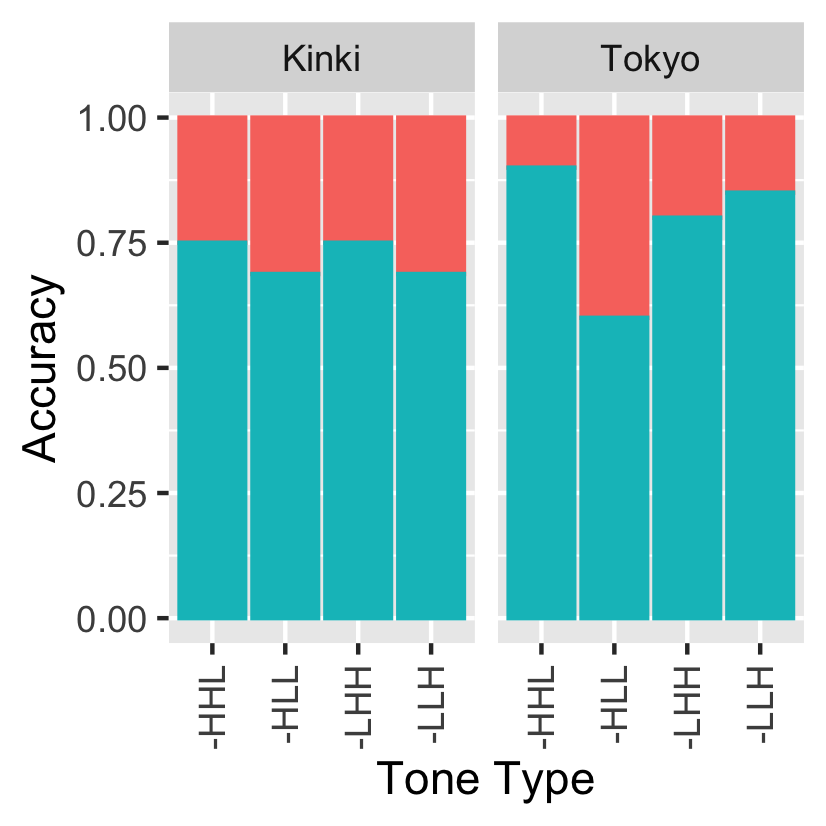 Kinki
Tokyo
Accuracy
1.00
0.75
0.50
0.25
0.00
-HHL
-HLL
-LHH
-LLH
-HHL
-HLL
-LHH
-LLH
Tone Type